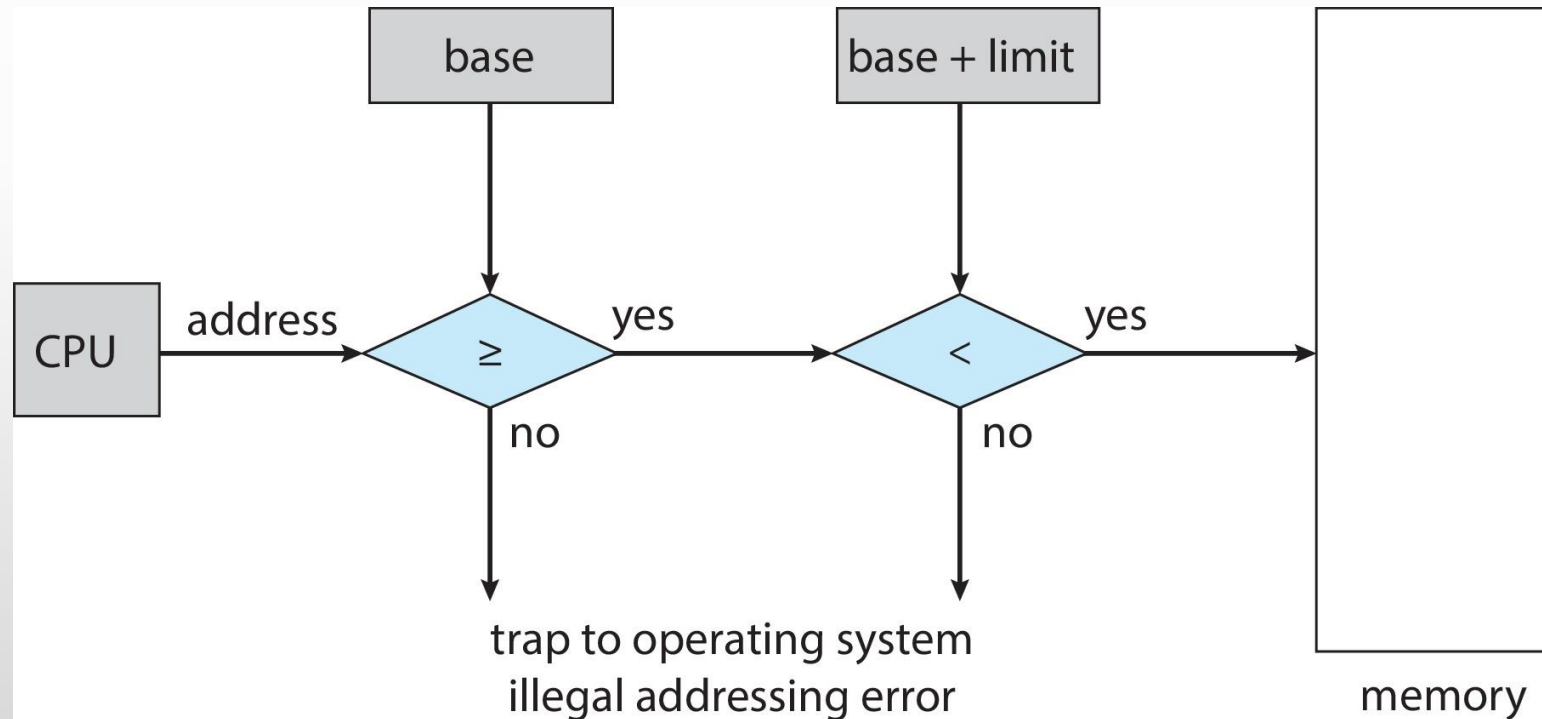 base
base + limit
CPU
address
≥
yes
<
yes
no
no
trap to operating system
illegal addressing error
memory